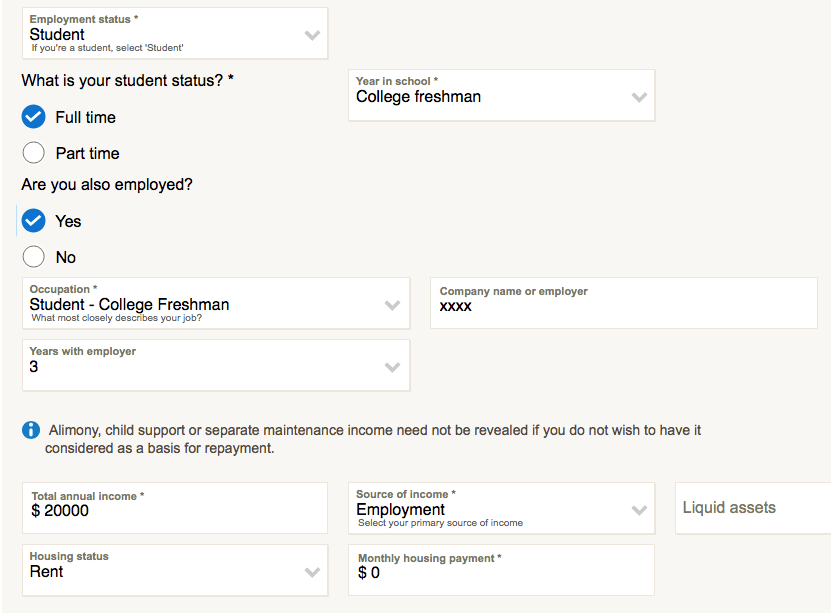 Employment status *
Student
If you're a student, select 'Student'
What is your student status? *
Year in school *
College freshman
Full time
Part time
Are you also employed?
Yes
No
Occupation *
Student - College Freshman
What most closely describes your job?
Company name or employer
xxxx
Years with employer
3
Alimony, child support or separate maintenance income need not be revealed if you do not wish to have it
considered as a basis for repayment.
Total annual income *
$ 20000
Source of income *
Employment
Select your primary source of income
Liquid assets
Housing status
Rent
Monthly housing payment *
$ 0